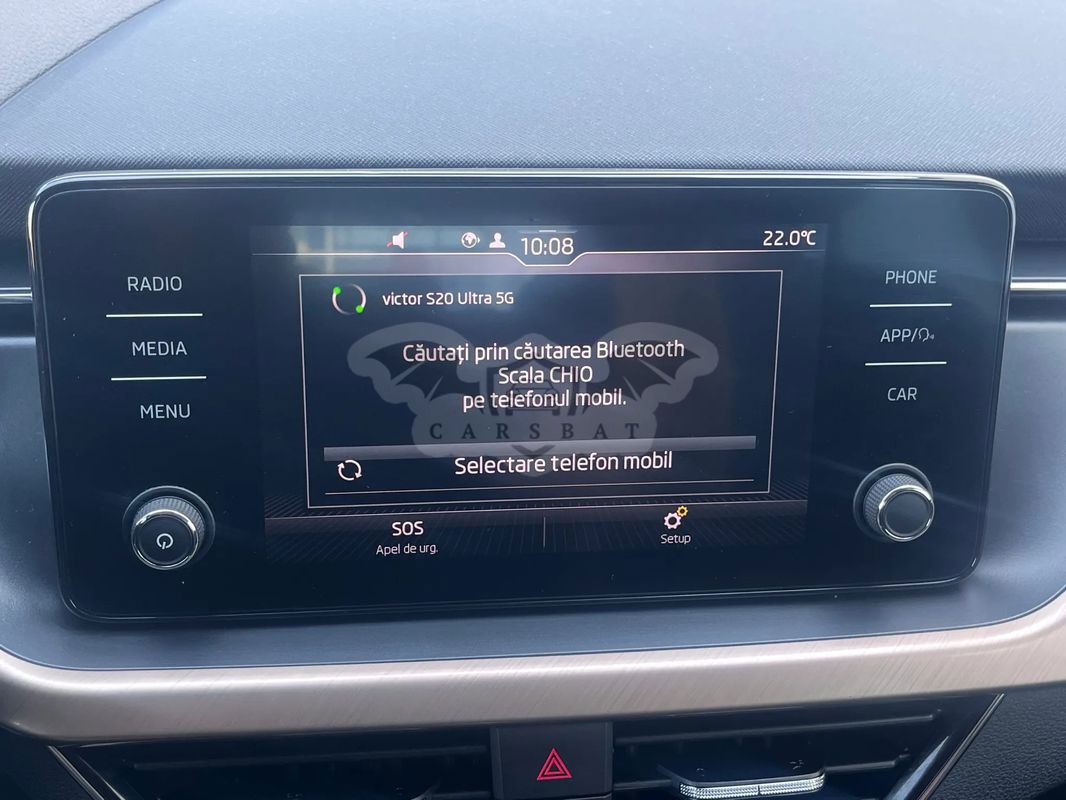 10:08
22.0°C
RADIO
MEDIA
MENU
victor S20 Ultra 5G
Căutați prin căutarea Bluetooth
Scala CHIO
pe telefonul mobil.
CARSBAT
Selectare telefon mobil
SOS
Apel de urg.
Setup
PHONE
APP/
CAR